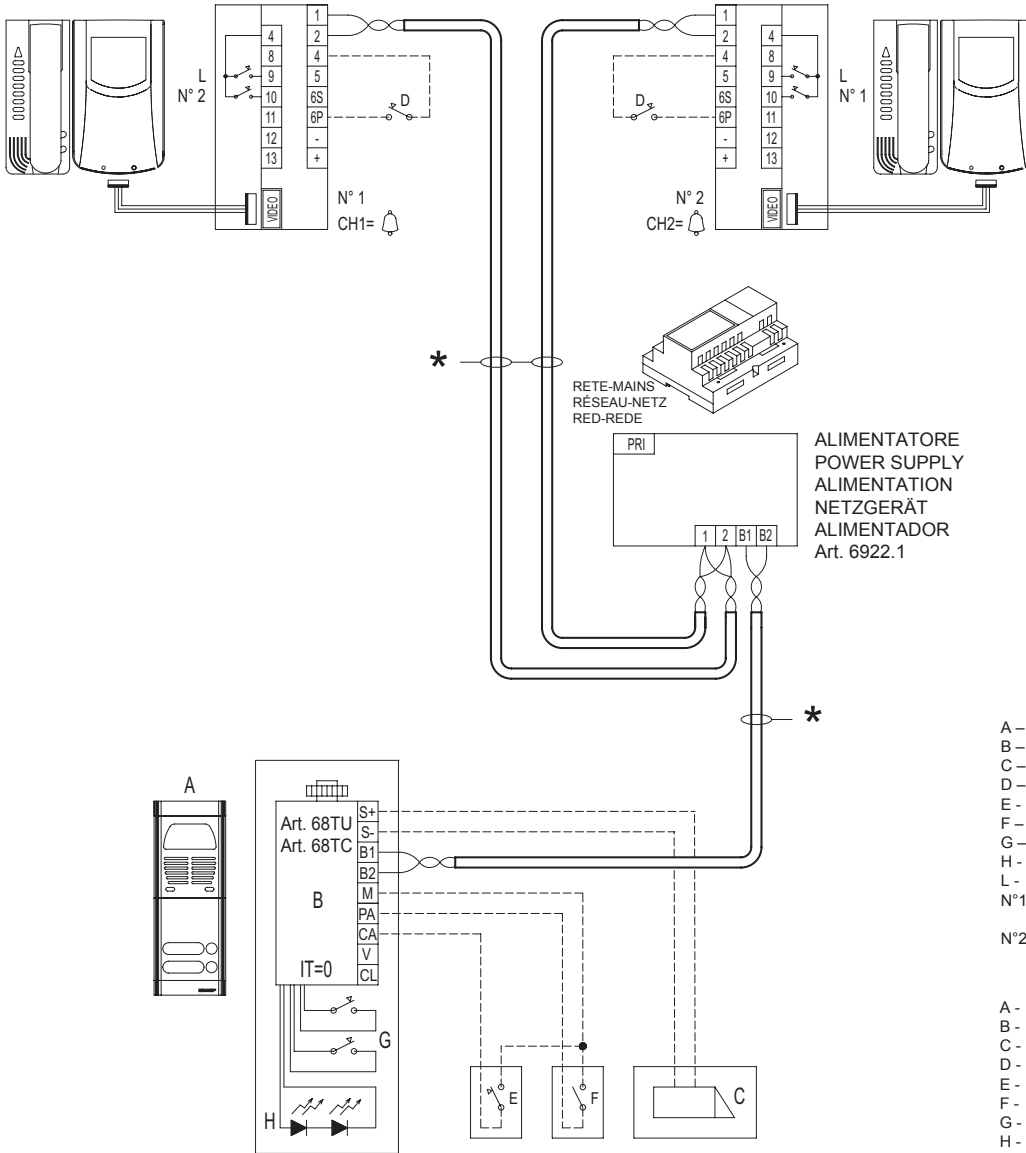 1
2
4
5
6S
6P
-
+
4
8
9
10
11
12
13
VIDEO
L
N° 2
D
N° 1
CH1=
1
2
4
5
6S
6P
-
+
4
8
9
10
11
12
13
VIDEO
L
N° 1
D
N° 2
CH2=
*
RETE-MAINS
RÉSEAU-NETZ
RED-REDE
PRI
1 2 B1 B2
ALIMENTATORE
POWER SUPPLY
ALIMENTATION
NETZGERÄT
ALIMENTADOR
Art. 6922.1
*
A
Art. 68TU
Art. 68TC
B
IT=0
S+
S-
B1
B2
M
PA
CA
V
CL
G
H
E
F
C
A –
B –
C –
D –
E -
F –
G –
H -
L -
N°1
N°2
A -
B -
C -
D -
E -
F -
G -
H -